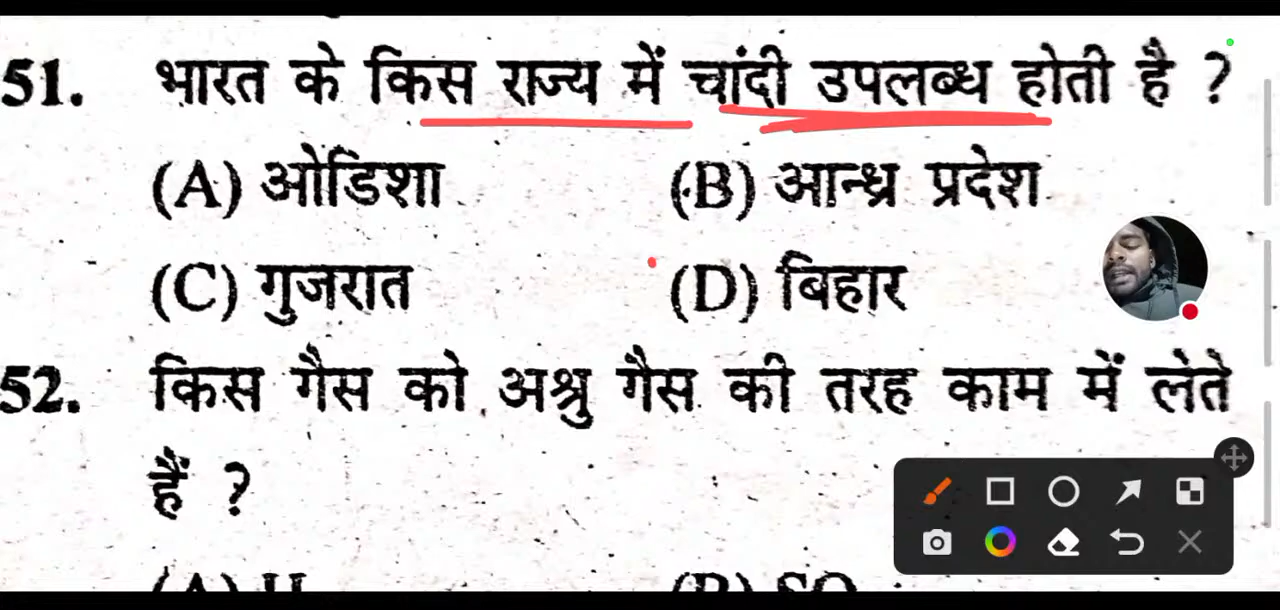 51. भारत के किस राज्य में चांदी उपलब्ध होती है ?
(A) ओडिशा (B) आन्ध्र प्रदेश
(C) गुजरात (D) बिहार
52. किस गैस को अश्रु गैस की तरह काम में लेते
हैं ?